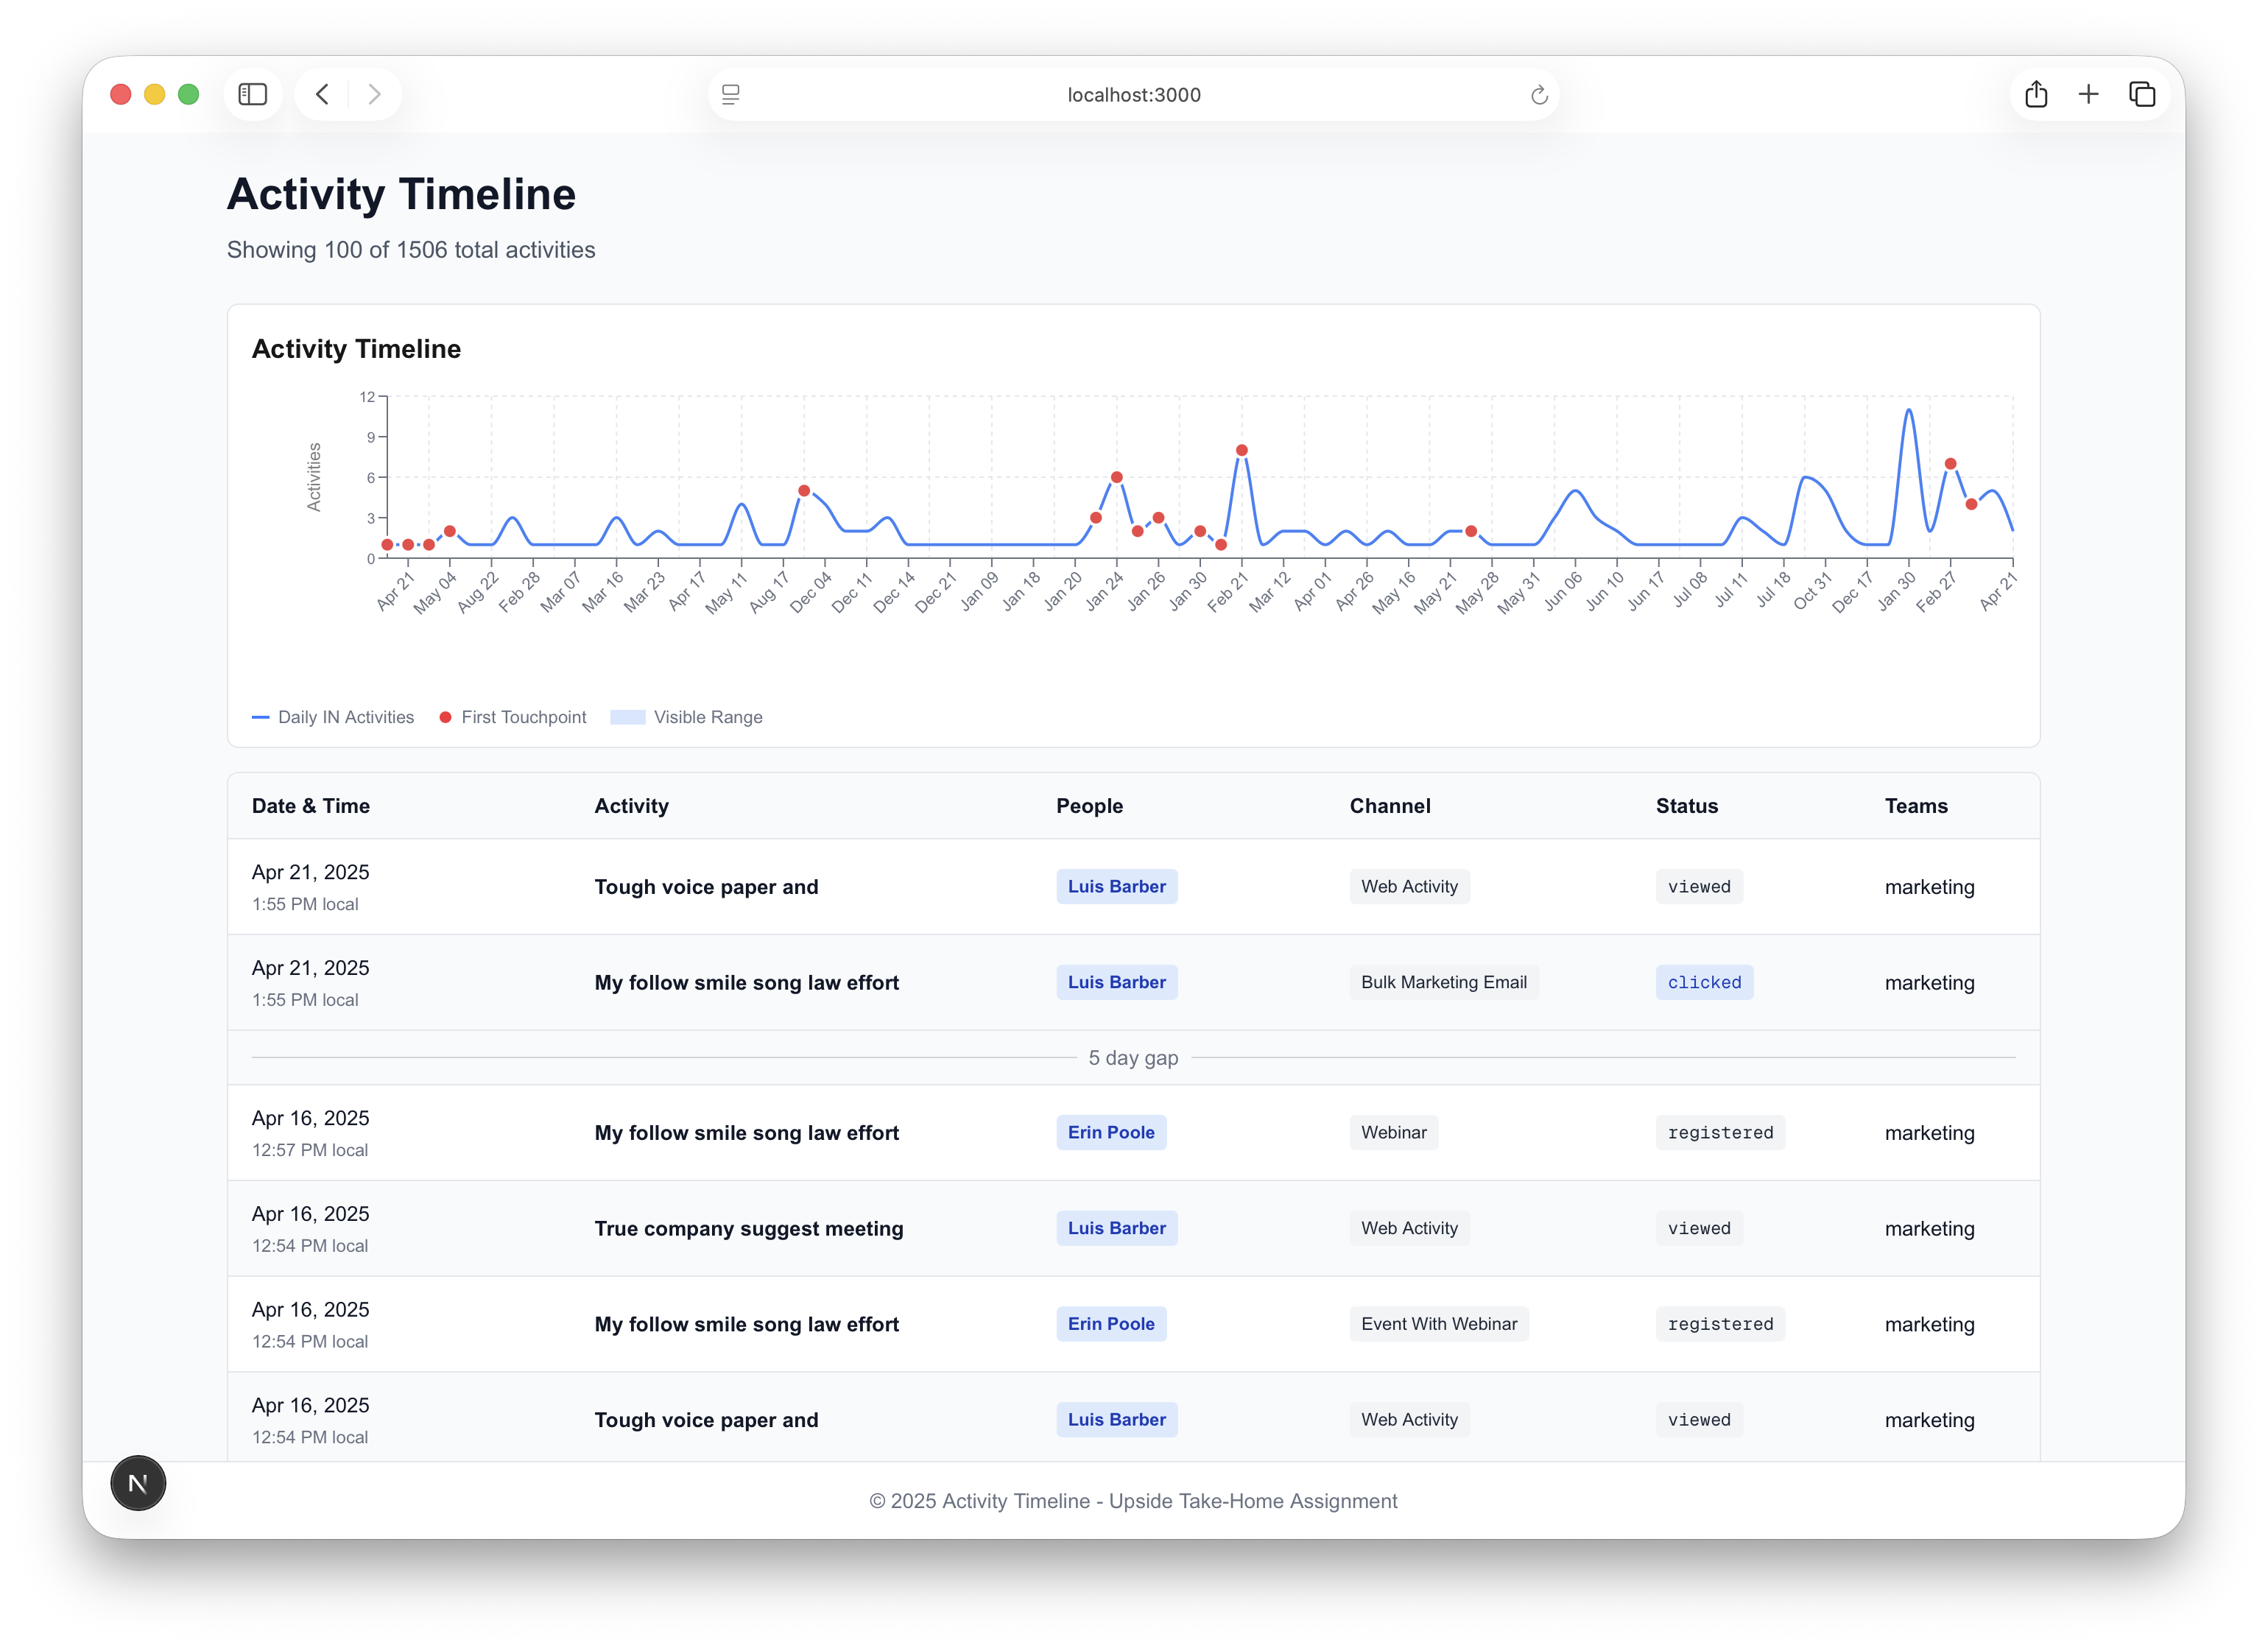 localhost:3000
Activity Timeline
Showing 100 of 1506 total activities
Activity Timeline
12
9
6
3
0
Activities
Apr 21 May 04 Aug 22 Feb 28 Mar 07 Mar 16 Mar 23 Apr 17 May 11 Aug 17 Dec 04 Dec 11 Dec 14 Dec 21 Jan 09 Jan 18 Jan 20 Jan 24 Jan 26 Jan 30 Feb 21 Mar 12 Apr 01 Apr 26 May 16 May 21 May 28 May 31 Jun 06 Jun 10 Jun 17 Jul 08 Jul 11 Jul 18 Oct 31 Dec 17 Jan 30 Feb 27 Apr 21
Daily IN Activities First Touchpoint Visible Range
Date & Time Activity People Channel Status Teams
Apr 21, 2025
1:55 PM local
Tough voice paper and Luis Barber Web Activity viewed marketing
Apr 21, 2025
1:55 PM local
My follow smile song law effort Luis Barber Bulk Marketing Email clicked marketing
5 day gap
Apr 16, 2025
12:57 PM local
My follow smile song law effort Erin Poole Webinar registered marketing
Apr 16, 2025
12:54 PM local
True company suggest meeting Luis Barber Web Activity viewed marketing
Apr 16, 2025
12:54 PM local
My follow smile song law effort Erin Poole Event With Webinar registered marketing
Apr 16, 2025
12:54 PM local
Tough voice paper and Luis Barber Web Activity viewed marketing
N
© 2025 Activity Timeline - Upside Take-Home Assignment